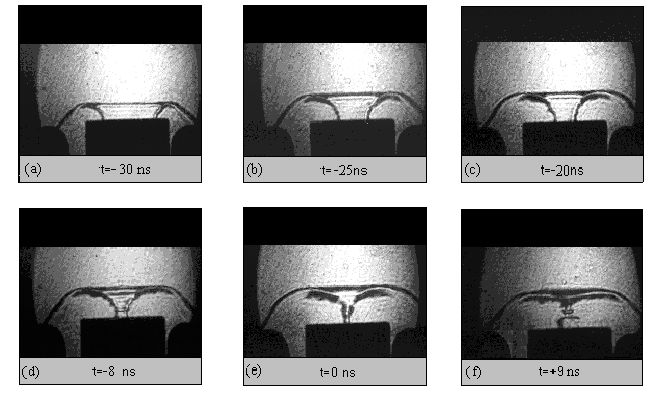 (a) t=-30 ns
(b) t=-25ns
(c) t=-20ns
(d) t=-8 ns
(e) t=0 ns
(f) t=+9 ns